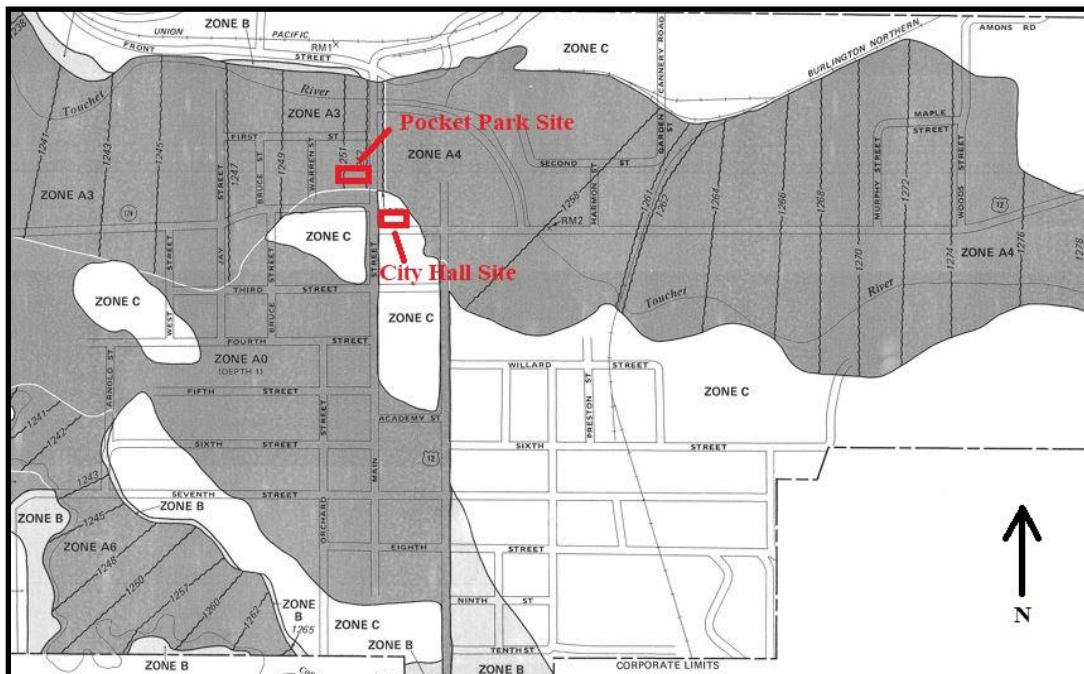 1238
ZONE B
UNION PACIFIC
FRONT STREET
RM1
ZONE C
CANNERY ROAD
BURLINGTON NORTHERN
AMONS RD
Touchet River
ZONE A3
Pocket Park Site
ZONE A4
GARDEN ST
MAPLE STREET
1241
1243
1245
FIRST ST
BRUCE ST
WARREN ST
1247
1249
1251
SECOND ST
HARMON ST
1258
RM2
1261
1262
1264
1266
1268
1270
1272
1274
1276
1278
MURPHY STREET
WOODS STREET
12
ZONE A3
JAY STREET
ZONE C
City Hall Site
ZONE A4
ZONE C
WEST STREET
BRUCE STREET
THIRD STREET
STREET
ZONE C
Touchet River
FOURTH STREET
ZONE A0
(DEPTH 1)
ARNOLD ST
WILLARD STREET
PRESTON ST
ZONE C
FIFTH STREET
STREET
ACADEMY ST
1241
1242
1243
1245
1248
1250
1257
1260
1262
1265
SIXTH STREET
SIXTH STREET
12
MAIN
ORCHARD
SEVENTH STREET
ZONE B
ZONE B
ZONE A6
EIGHTH STREET
ZONE B
NINTH ST
ZONE C
ZONE B
TENTH ST
ZONE B
ZONE B
CORPORATE LIMITS
N